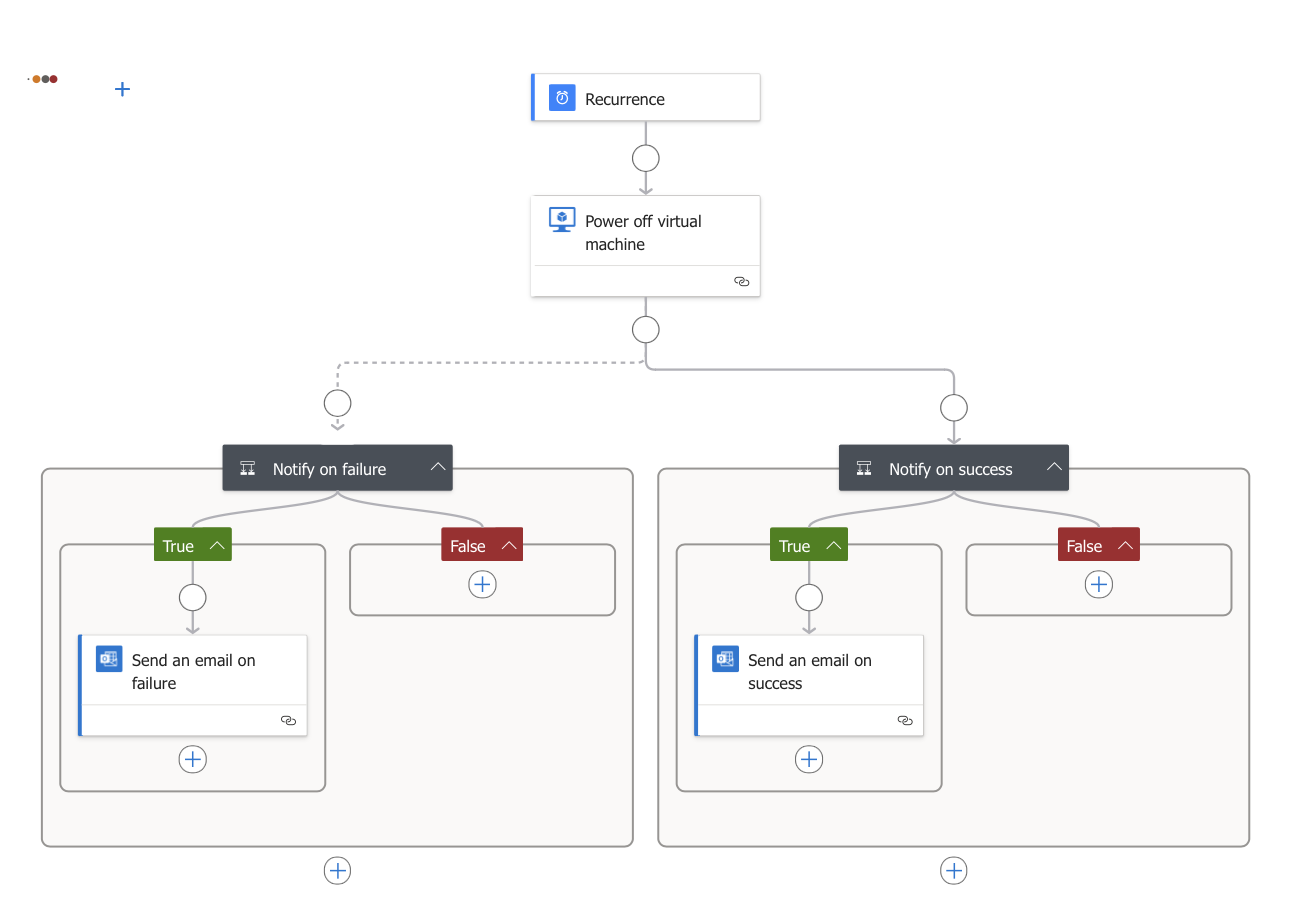 Recurrence
Power off virtual
machine
Notify on failure
Notify on success
True
False
True
False
Send an email on
failure
Send an email on
success